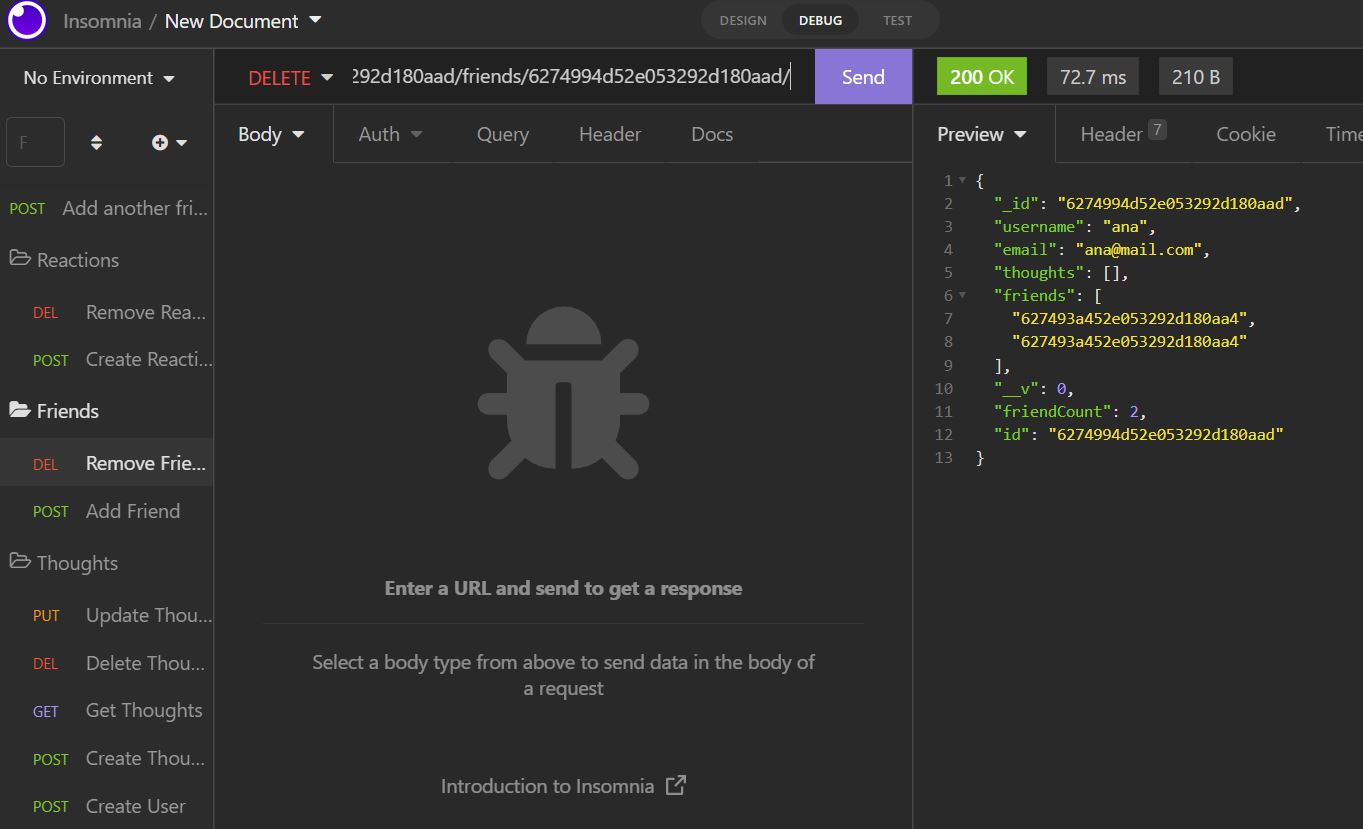 Insomnia / New Document
DESIGN DEBUG TEST
No Environment
DELETE 292d180aad/friends/6274994d52e053292d180aad/
Send
200 OK 72.7 ms 210 B
F
Body Auth Query Header Docs
Preview Header 7 Cookie Time
POST Add another fri...
Reactions
DEL Remove Rea...
POST Create Reacti...
Friends
DEL Remove Frie...
POST Add Friend
Thoughts
PUT Update Thou...
DEL Delete Thou...
GET Get Thoughts
POST Create Thou...
POST Create User
Enter a URL and send to get a response
Select a body type from above to send data in the body of
a request
Introduction to Insomnia
1 {
2 "_id": "6274994d52e053292d180aad",
3 "username": "ana",
4 "email": "ana@mail.com",
5 "thoughts": [],
6 "friends": [
7 "627493a452e053292d180aa4",
8 "627493a452e053292d180aa4"
9 ],
10 "__v": 0,
11 "friendCount": 2,
12 "id": "6274994d52e053292d180aad"
13 }